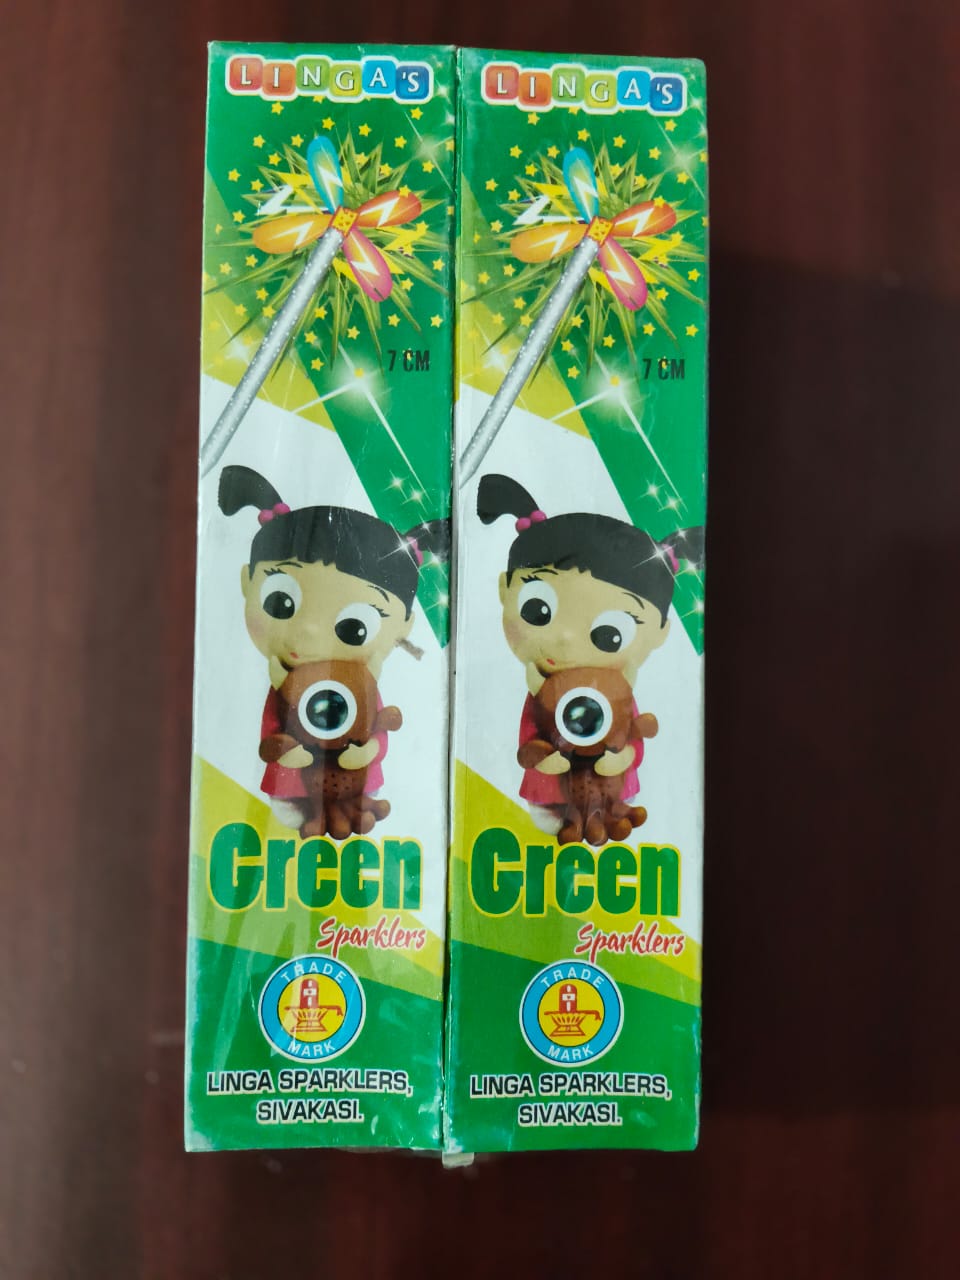 LINGA'S
7 CM
Green
Sparklers
TRADE
MARK
LINGA SPARKLERS,
SIVAKASI.
LINGA'S
7 CM
Green
Sparklers
TRADE
MARK
LINGA SPARKLERS,
SIVAKASI.